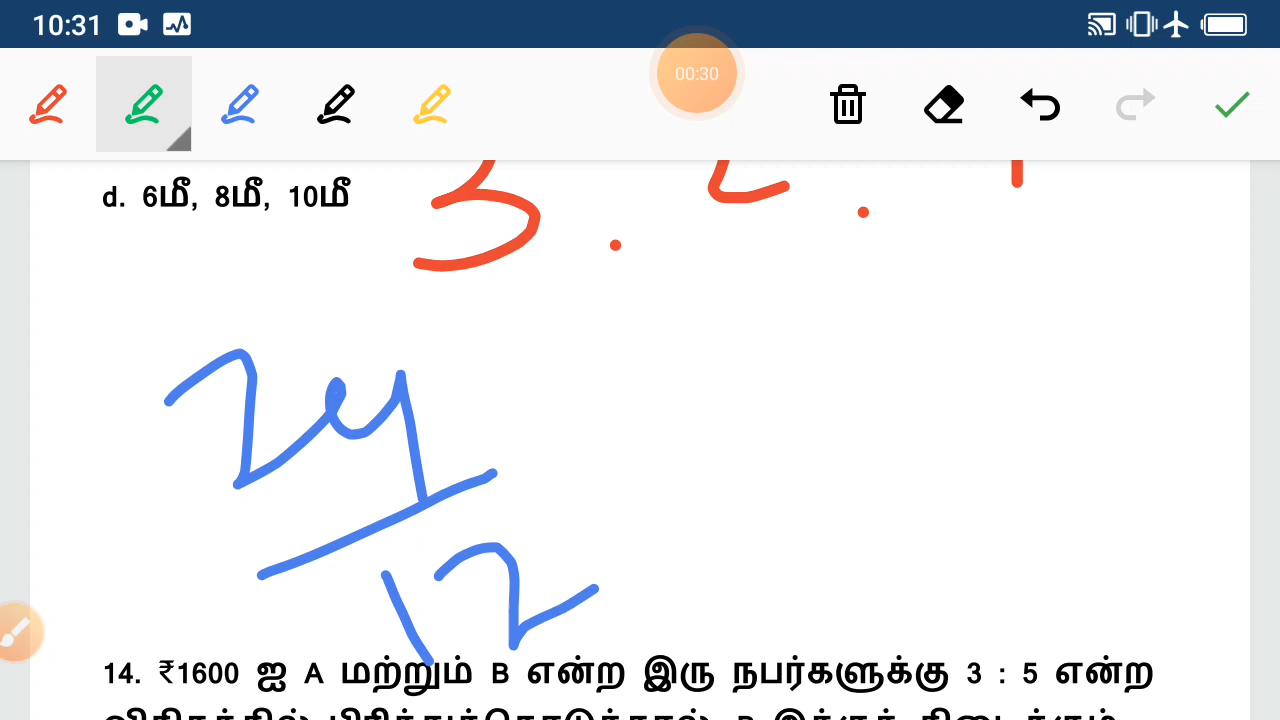 10:31
00:30
d. 6மீ, 8மீ, 10மீ
3 : 2 :
24
12
14. ₹1600 ஐ A மற்றும் B என்ற இரு நபர்களுக்கு 3 : 5 என்ற